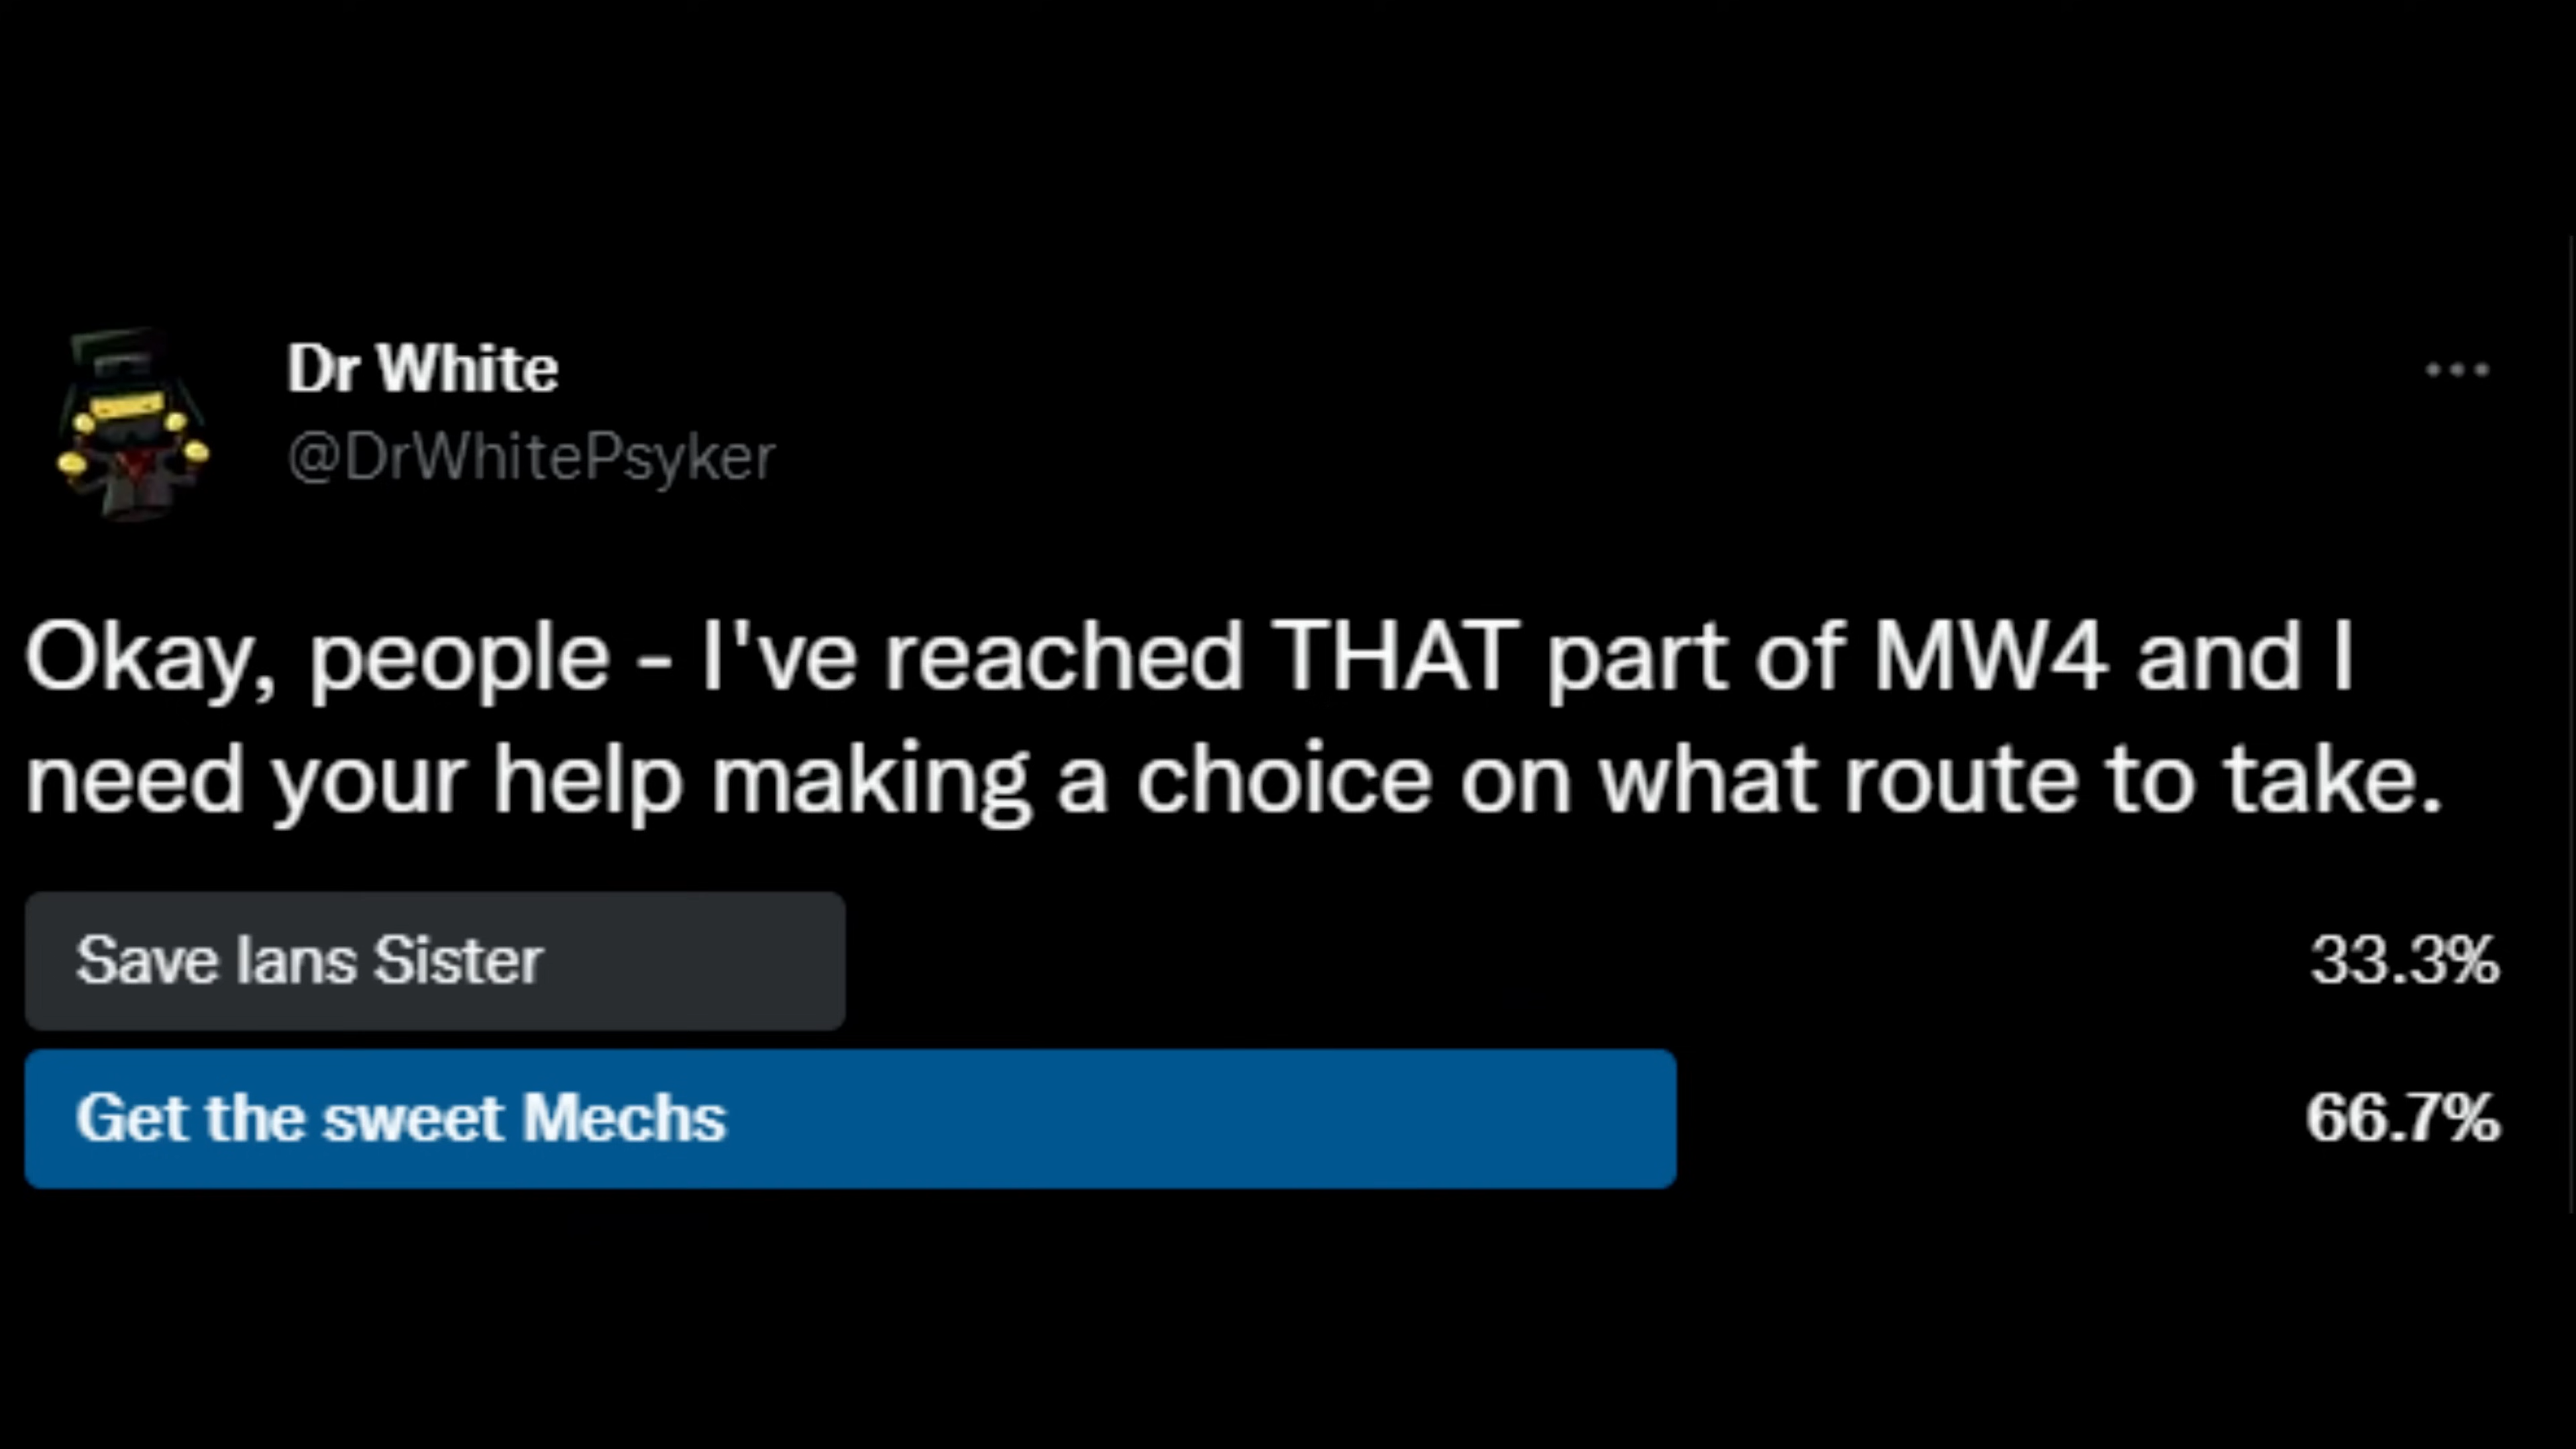 Dr White
@DrWhitePsyker
Okay, people - I've reached THAT part of MW4 and I
need your help making a choice on what route to take.
Save Ians Sister 33.3%
Get the sweet Mechs 66.7%